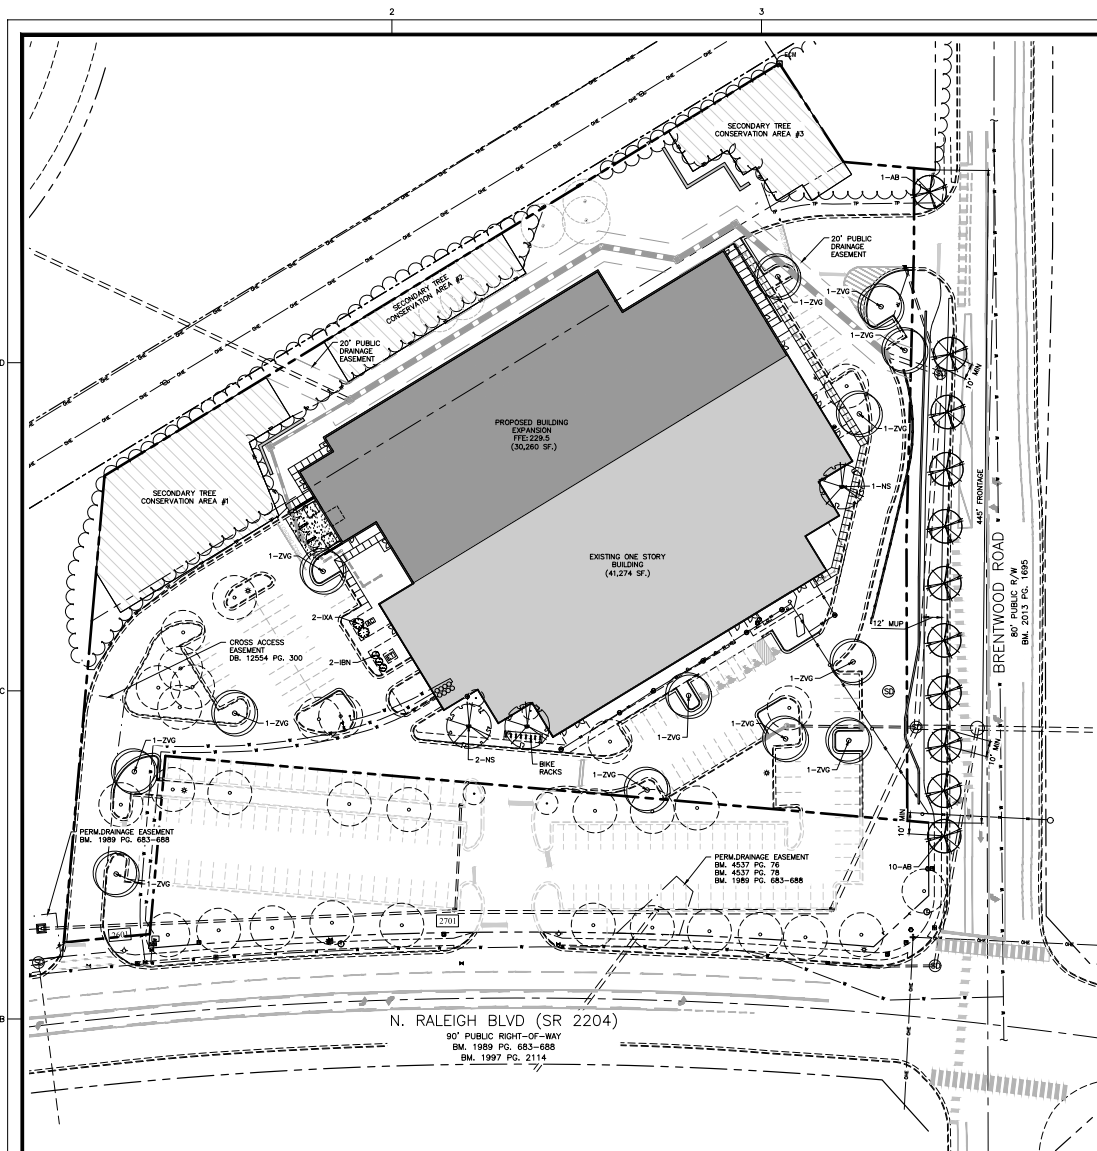 2
3
SECONDARY TREE
CONSERVATION AREA #3
1-AB
20' PUBLIC
DRAINAGE
EASEMENT
1-ZVG
1-ZVG
1-ZVG
SECONDARY TREE
CONSERVATION AREA #2
20' PUBLIC
DRAINAGE
EASEMENT
D
10' MIN
1-ZVG
PROPOSED BUILDING
EXPANSION
FFE: 229.5
(30,260 SF.)
SECONDARY TREE
CONSERVATION AREA #1
1-NS
445' FRONTAGE
1-ZVG
EXISTING ONE STORY
BUILDING
(41,274 SF.)
BRENTWOOD ROAD
80' PUBLIC R/W
BM. 2013 PG. 1695
2-IXA
12' MUP
CROSS ACCESS
EASEMENT
DB. 12554 PG. 300
2-IBN
1-ZVG
C
SD
1-ZVG
1-ZVG
1-ZVG
SD
10' MIN
2-NS
BIKE
RACKS
1-ZVG
1-ZVG
1-ZVG
PERM.DRAINAGE EASEMENT
BM. 1989 PG. 683-688
10' MIN
PERM.DRAINAGE EASEMENT
BM. 4537 PG. 76
BM. 4537 PG. 78
BM. 1989 PG. 683-688
10-AB
1-ZVG
2701
2601
SD
B
N. RALEIGH BLVD (SR 2204)
90' PUBLIC RIGHT-OF-WAY
BM. 1989 PG. 683-688
BM. 1997 PG. 2114